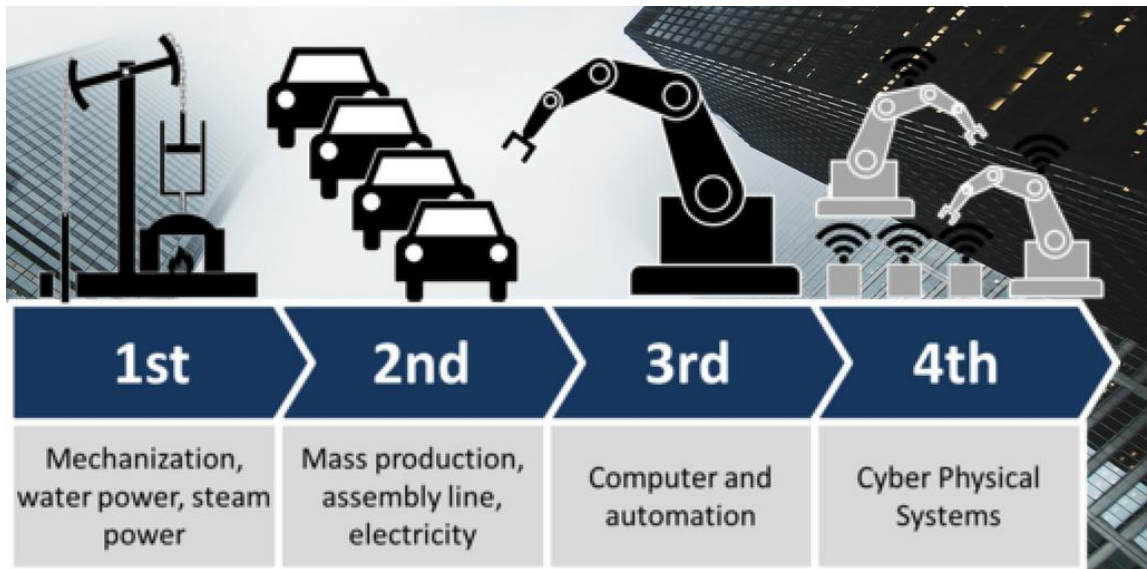 1st
2nd
3rd
4th
Mechanization,
water power, steam
power
Mass production,
assembly line,
electricity
Computer and
automation
Cyber Physical
Systems